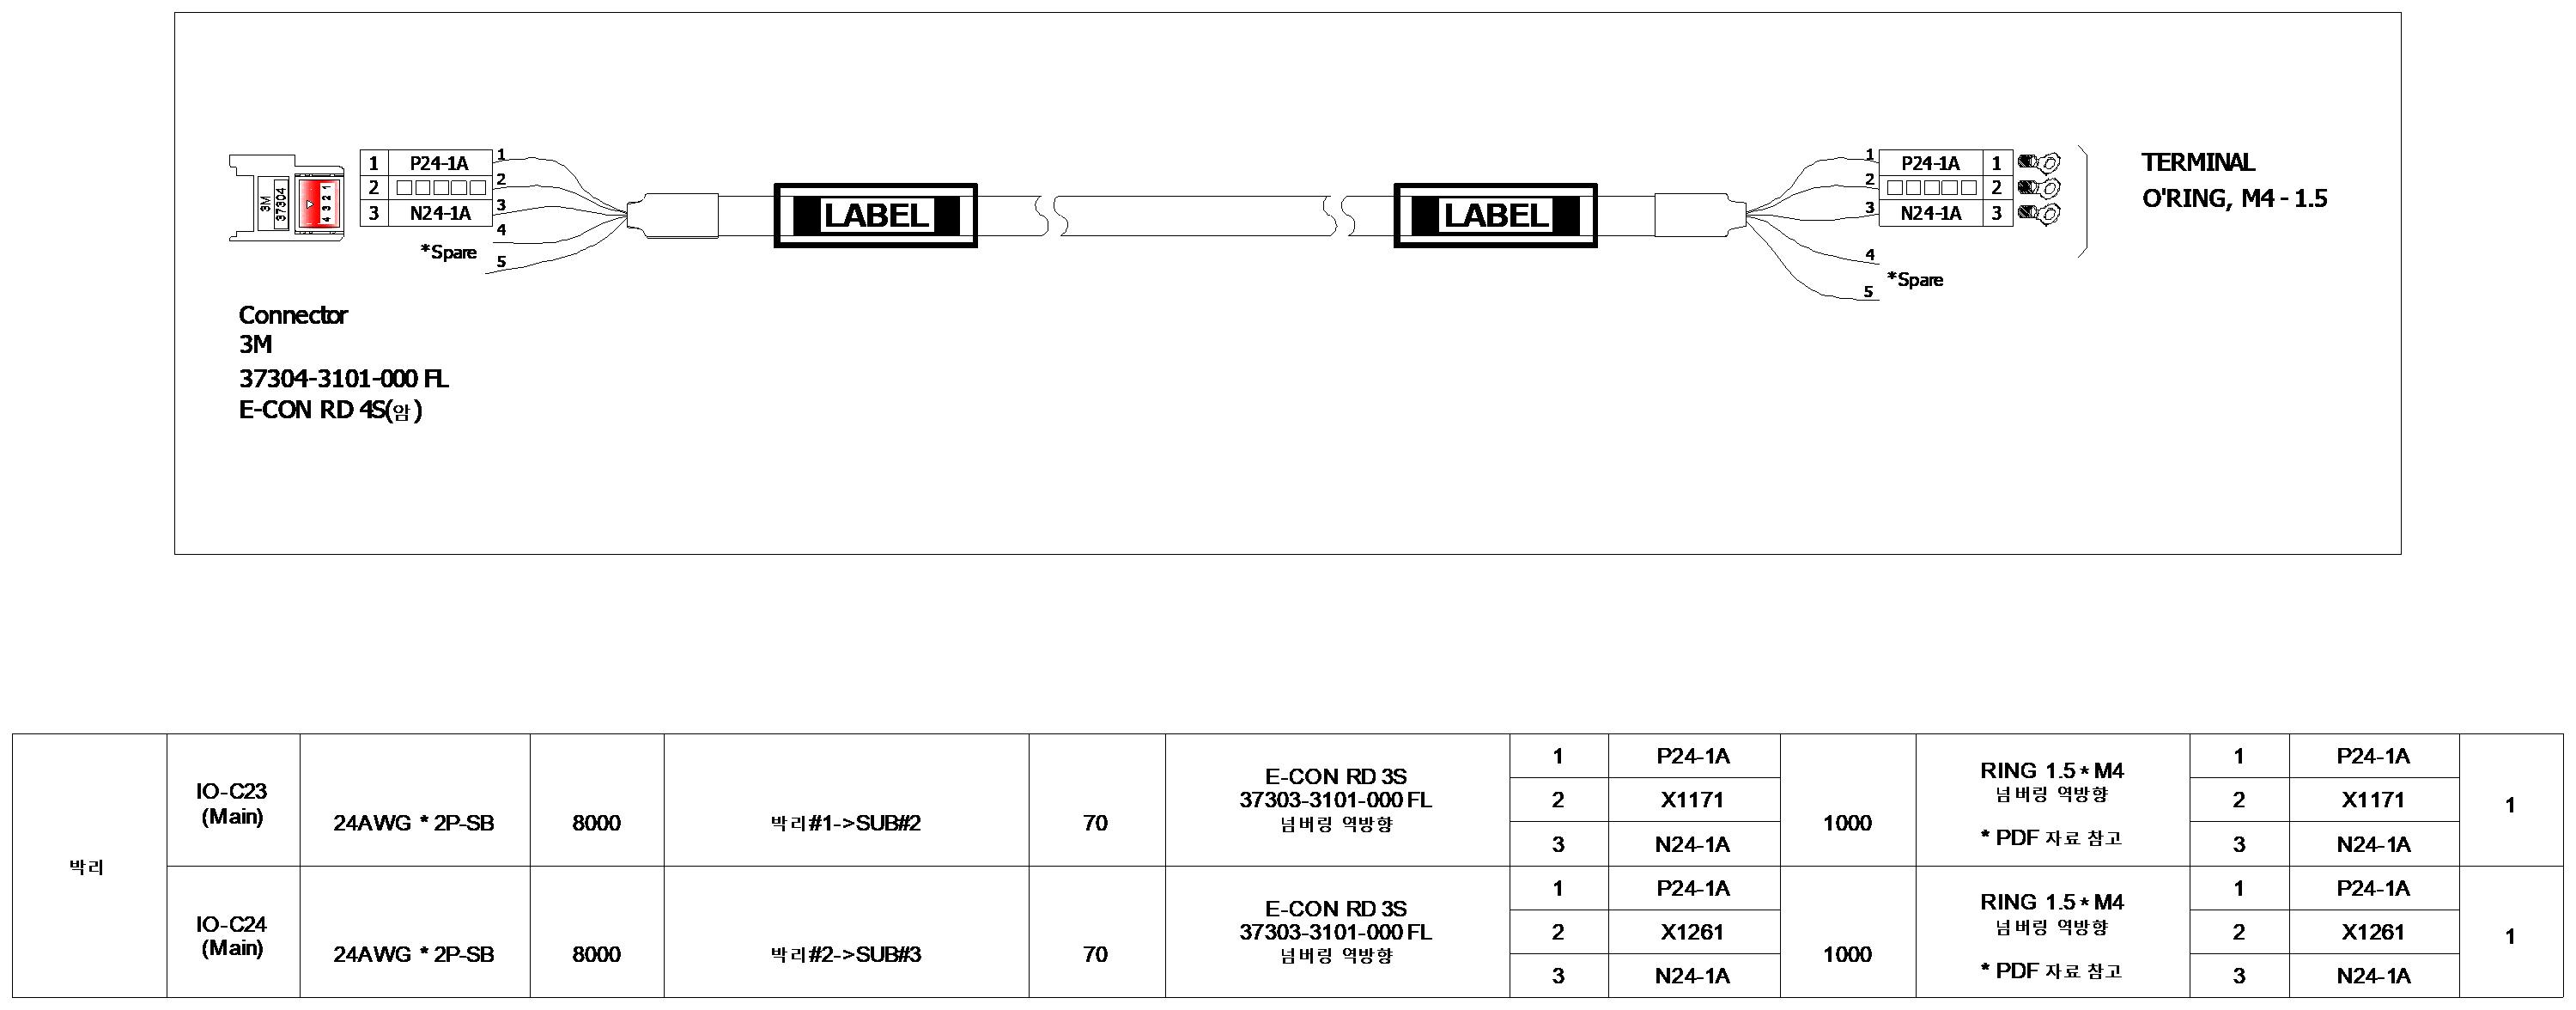 3M
37304
4 3 2 1
1 P24-1A 1
2 □□□□□ 2
3 N24-1A 3
4
*Spare
5
LABEL
LABEL
1 P24-1A 1
2 □□□□□ 2
3 N24-1A 3
4
*Spare
5
TERMINAL
O'RING, M4 - 1.5
Connector
3M
37304-3101-000 FL
E-CON RD 4S(암)
박리
IO-C23
(Main)
24AWG * 2P-SB
8000
박리#1->SUB#2
70
E-CON RD 3S
37303-3101-000 FL
넘버링 역방향
1 P24-1A
2 X1171
3 N24-1A
1000
RING 1.5 * M4
넘버링 역방향
* PDF 자료 참고
1 P24-1A
2 X1171
3 N24-1A
1
IO-C24
(Main)
24AWG * 2P-SB
8000
박리#2->SUB#3
70
E-CON RD 3S
37303-3101-000 FL
넘버링 역방향
1 P24-1A
2 X1261
3 N24-1A
1000
RING 1.5 * M4
넘버링 역방향
* PDF 자료 참고
1 P24-1A
2 X1261
3 N24-1A
1